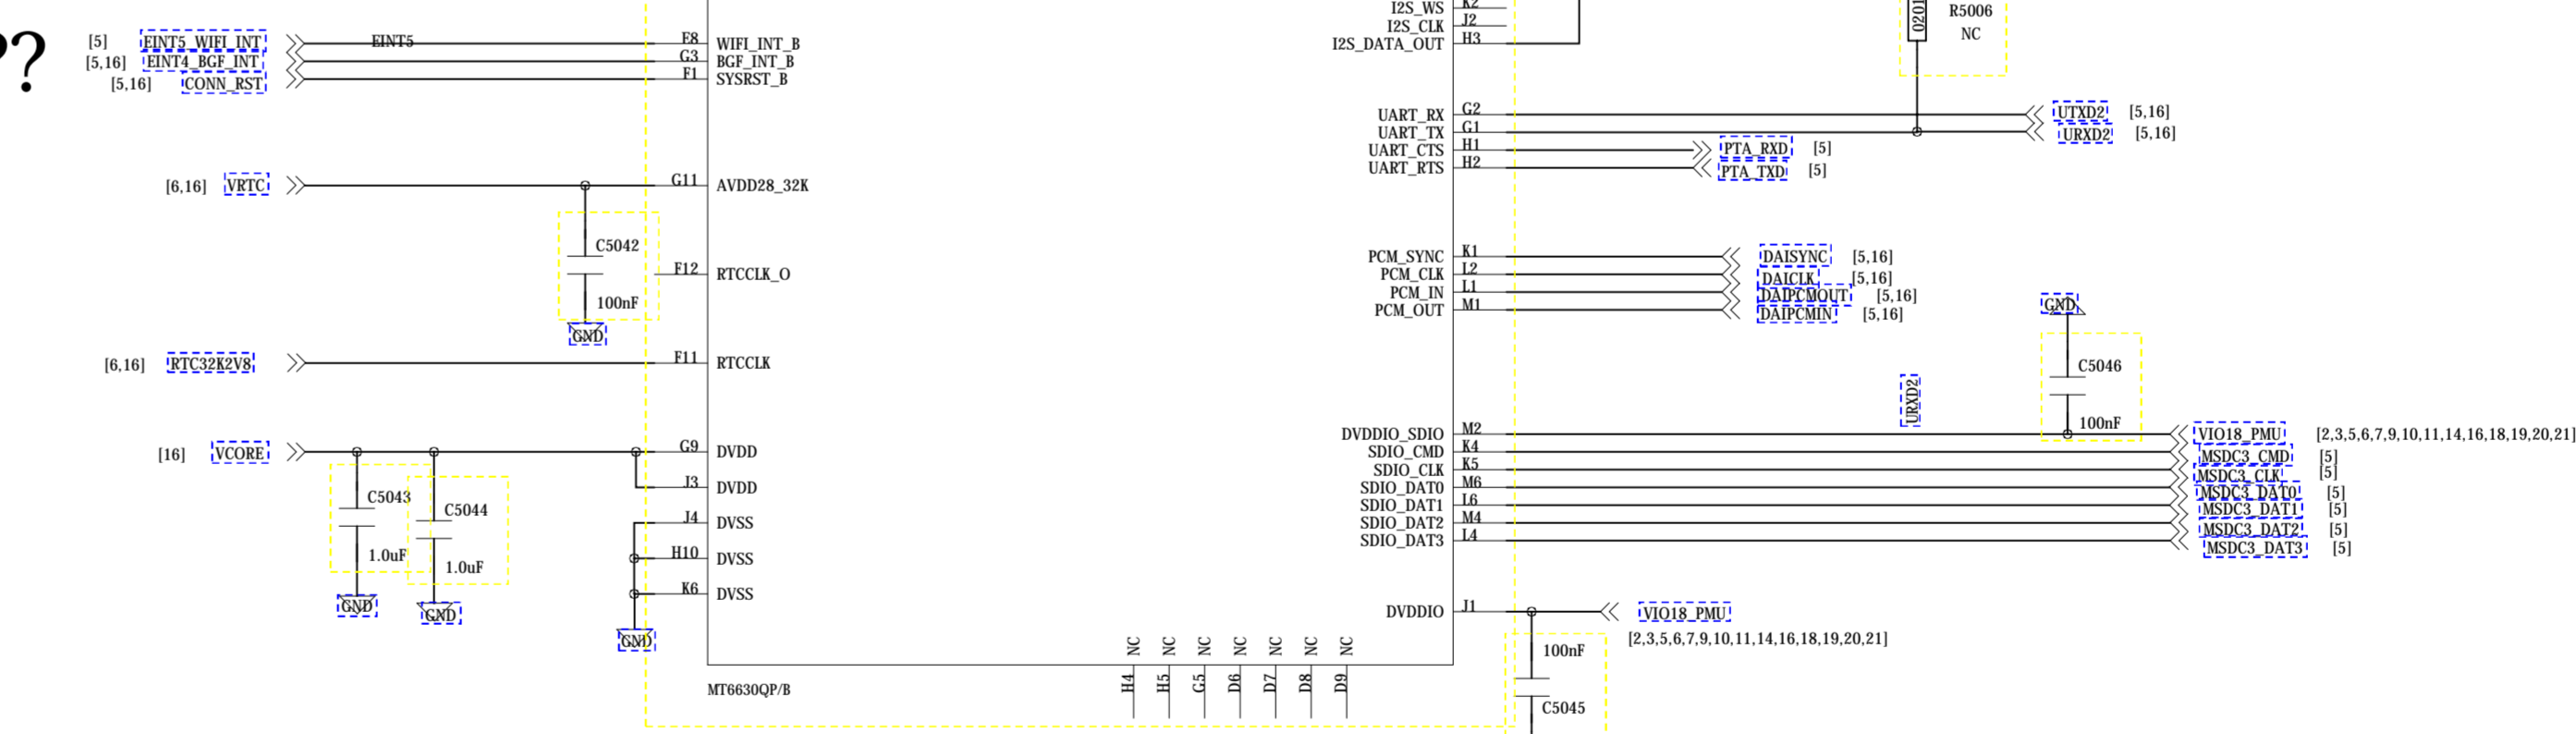 ??
[5] EINT5_WIFI_INT EINT5 F8 WIFI_INT_B
[5,16] EINT4_BGF_INT G3 BGF_INT_B
[5,16] CONN_RST F1 SYSRST_B
[6,16] VRTC G11 AVDD28_32K
C5042
100nF
GND
F12 RTCCLK_O
[6,16] RTC32K2V8 F11 RTCCLK
[16] VCORE G9 DVDD
J3 DVDD
C5043
1.0uF
GND
C5044
1.0uF
GND
J4 DVSS
H10 DVSS
K6 DVSS
GND
MT6630QP/B
NC NC NC NC NC NC NC
H4 H5 G5 D6 D7 D8 D9
I2S_WS K2
I2S_CLK J2
I2S_DATA_OUT H3
0201
R5006
NC
UART_RX G2 UTXD2 [5,16]
UART_TX G1 URXD2 [5,16]
UART_CTS H1 PTA_RXD [5]
UART_RTS H2 PTA_TXD [5]
PCM_SYNC K1 DAISYNC [5,16]
PCM_CLK L2 DAICLK [5,16]
PCM_IN L1 DAIPCMOUT [5,16]
PCM_OUT M1 DAIPCMIN [5,16]
GND
C5046
100nF
URXD2
DVDDIO_SDIO M2 VIO18_PMU [2,3,5,6,7,9,10,11,14,16,18,19,20,21]
SDIO_CMD K4 MSDC3_CMD [5]
SDIO_CLK K5 MSDC3_CLK [5]
SDIO_DAT0 M6 MSDC3_DAT0 [5]
SDIO_DAT1 L6 MSDC3_DAT1 [5]
SDIO_DAT2 M4 MSDC3_DAT2 [5]
SDIO_DAT3 L4 MSDC3_DAT3 [5]
DVDDIO J1 VIO18_PMU
[2,3,5,6,7,9,10,11,14,16,18,19,20,21]
100nF
C5045